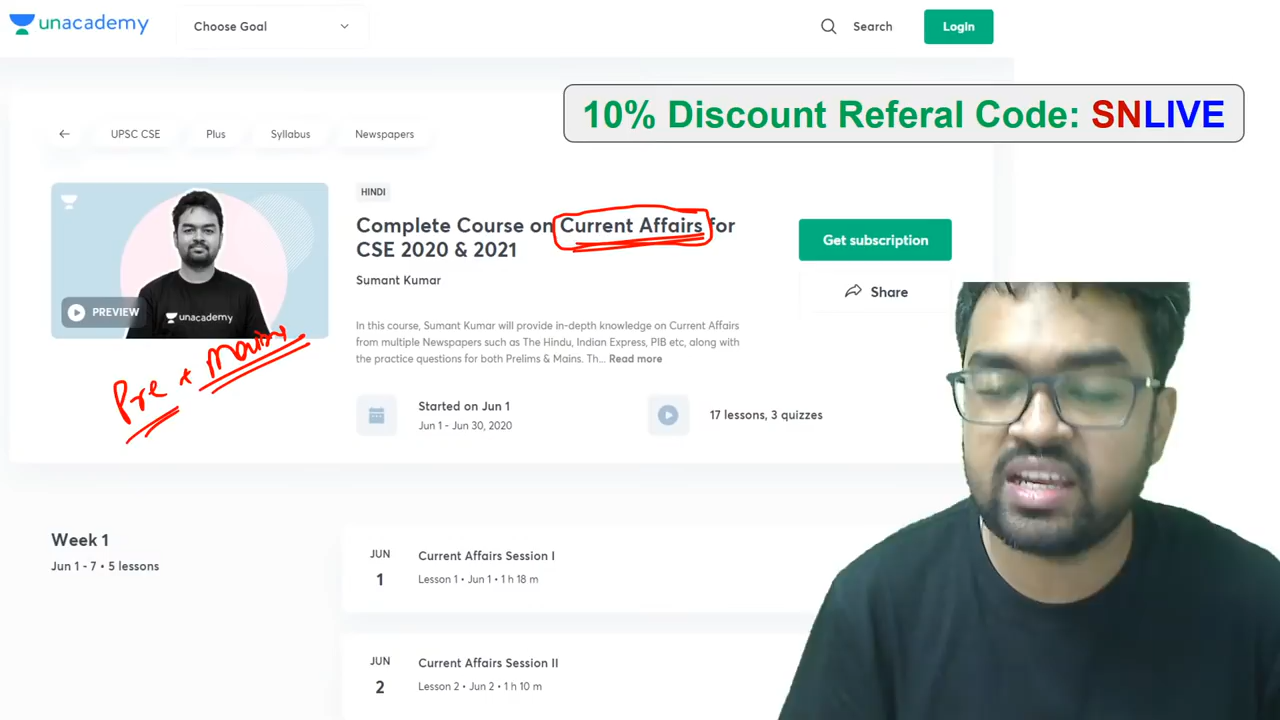 unacademy
Choose Goal
Search
Login
10% Discount Referal Code: SNLIVE
UPSC CSE
Plus
Syllabus
Newspapers
HINDI
Complete Course on Current Affairs for
CSE 2020 & 2021
Sumant Kumar
Get subscription
Share
PREVIEW
unacademy
In this course, Sumant Kumar will provide in-depth knowledge on Current Affairs
from multiple Newspapers such as The Hindu, Indian Express, PIB etc, along with
the practice questions for both Prelims & Mains. Th... Read more
Pre + Mains
Started on Jun 1
Jun 1 - Jun 30, 2020
17 lessons, 3 quizzes
Week 1
Jun 1 - 7 • 5 lessons
JUN
1
Current Affairs Session I
Lesson 1 • Jun 1 • 1 h 18 m
JUN
2
Current Affairs Session II
Lesson 2 • Jun 2 • 1 h 10 m